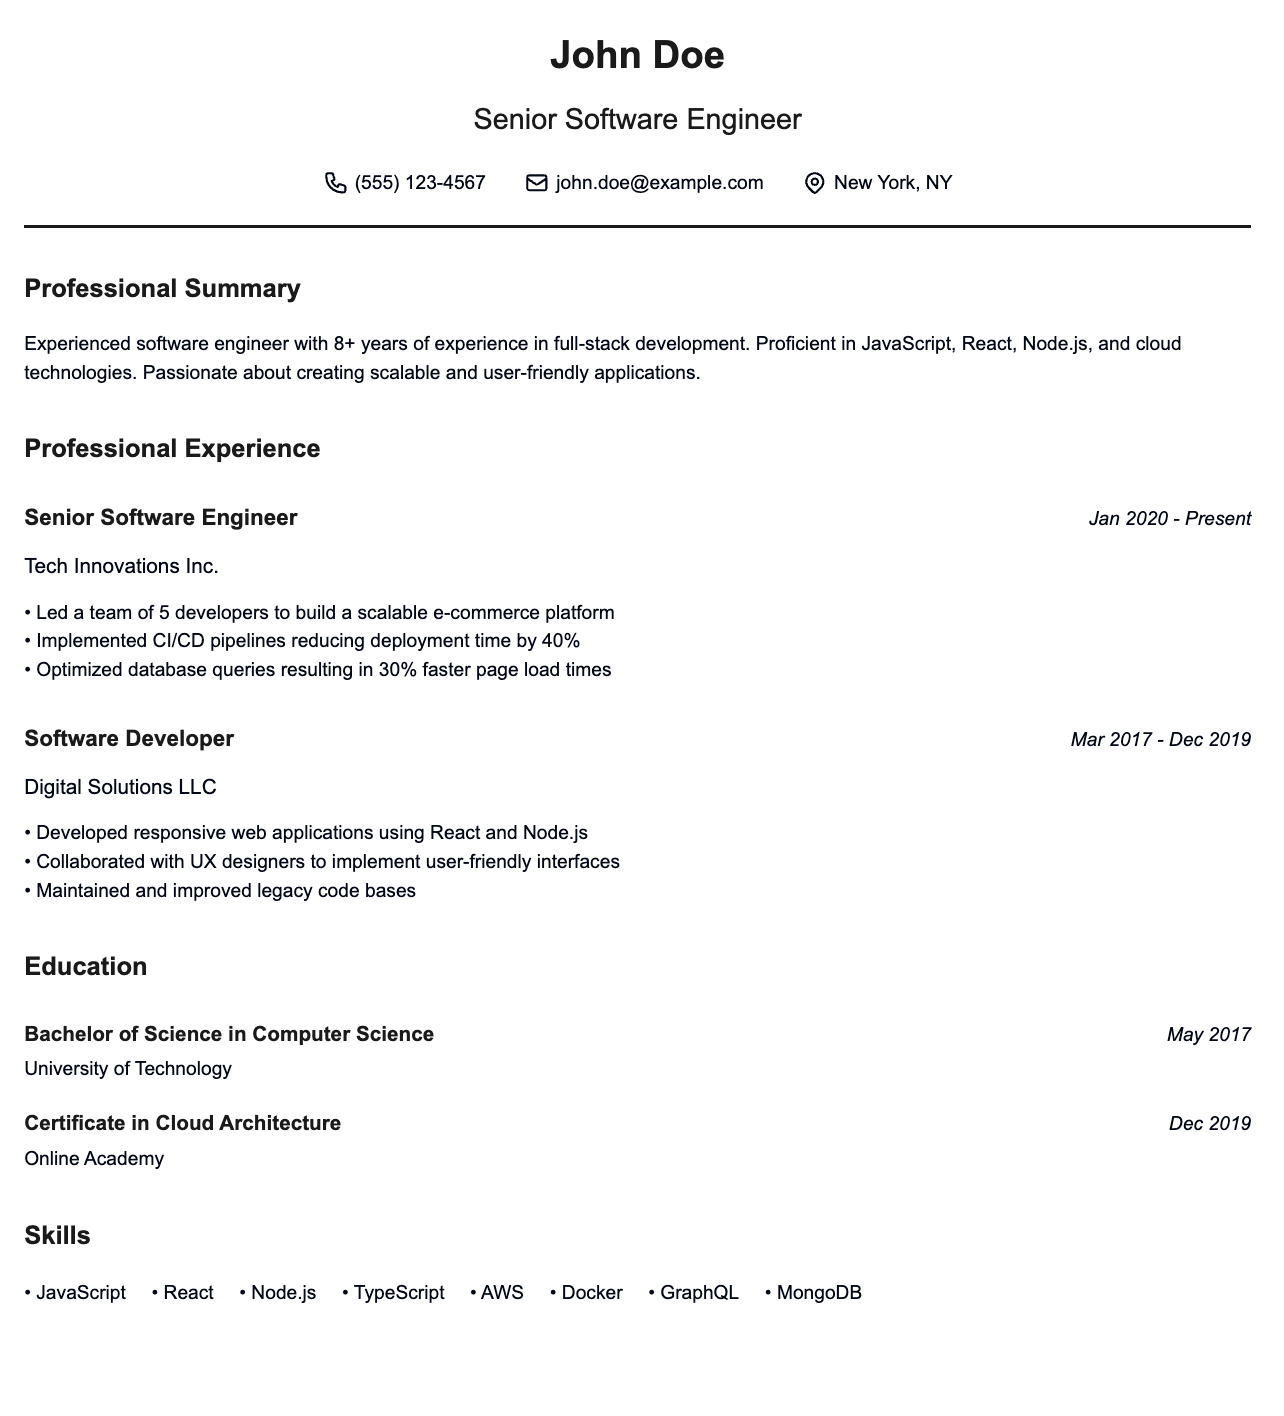 John Doe
Senior Software Engineer
(555) 123-4567 john.doe@example.com New York, NY
Professional Summary
Experienced software engineer with 8+ years of experience in full-stack development. Proficient in JavaScript, React, Node.js, and cloud
technologies. Passionate about creating scalable and user-friendly applications.
Professional Experience
Senior Software Engineer Jan 2020 - Present
Tech Innovations Inc.
• Led a team of 5 developers to build a scalable e-commerce platform
• Implemented CI/CD pipelines reducing deployment time by 40%
• Optimized database queries resulting in 30% faster page load times
Software Developer Mar 2017 - Dec 2019
Digital Solutions LLC
• Developed responsive web applications using React and Node.js
• Collaborated with UX designers to implement user-friendly interfaces
• Maintained and improved legacy code bases
Education
Bachelor of Science in Computer Science May 2017
University of Technology
Certificate in Cloud Architecture Dec 2019
Online Academy
Skills
• JavaScript • React • Node.js • TypeScript • AWS • Docker • GraphQL • MongoDB